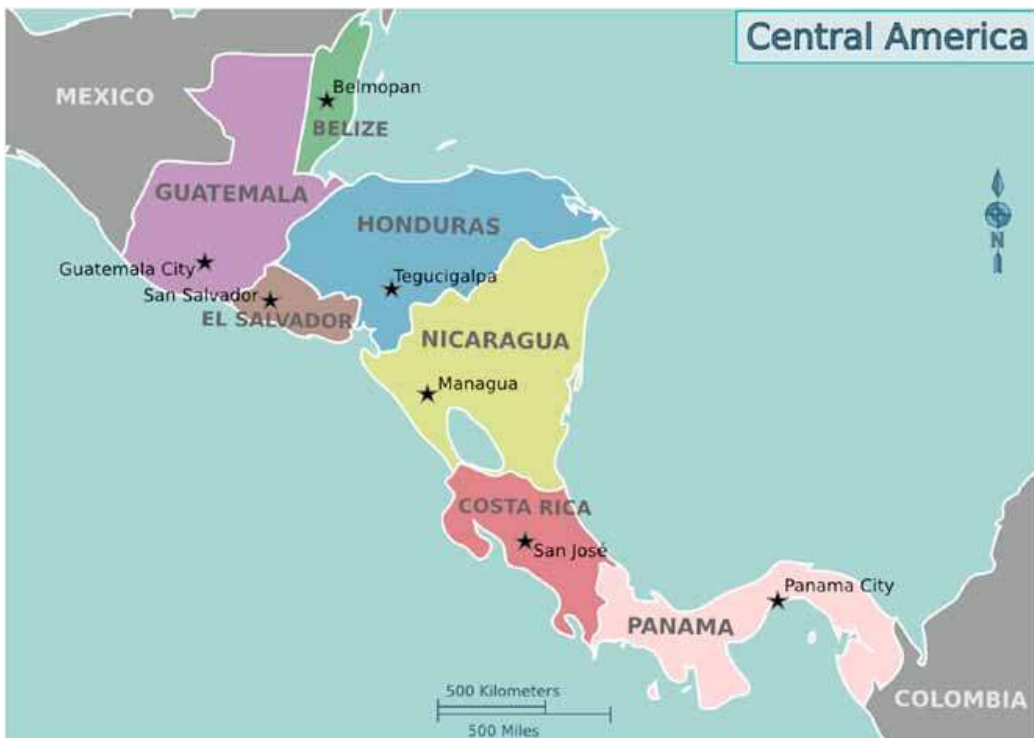 Central America
MEXICO
Belmopan
BELIZE
GUATEMALA
HONDURAS
N
Guatemala City
Tegucigalpa
San Salvador
EL SALVADOR
NICARAGUA
Managua
COSTA RICA
San José
Panama City
PANAMA
500 Kilometers
COLOMBIA
500 Miles